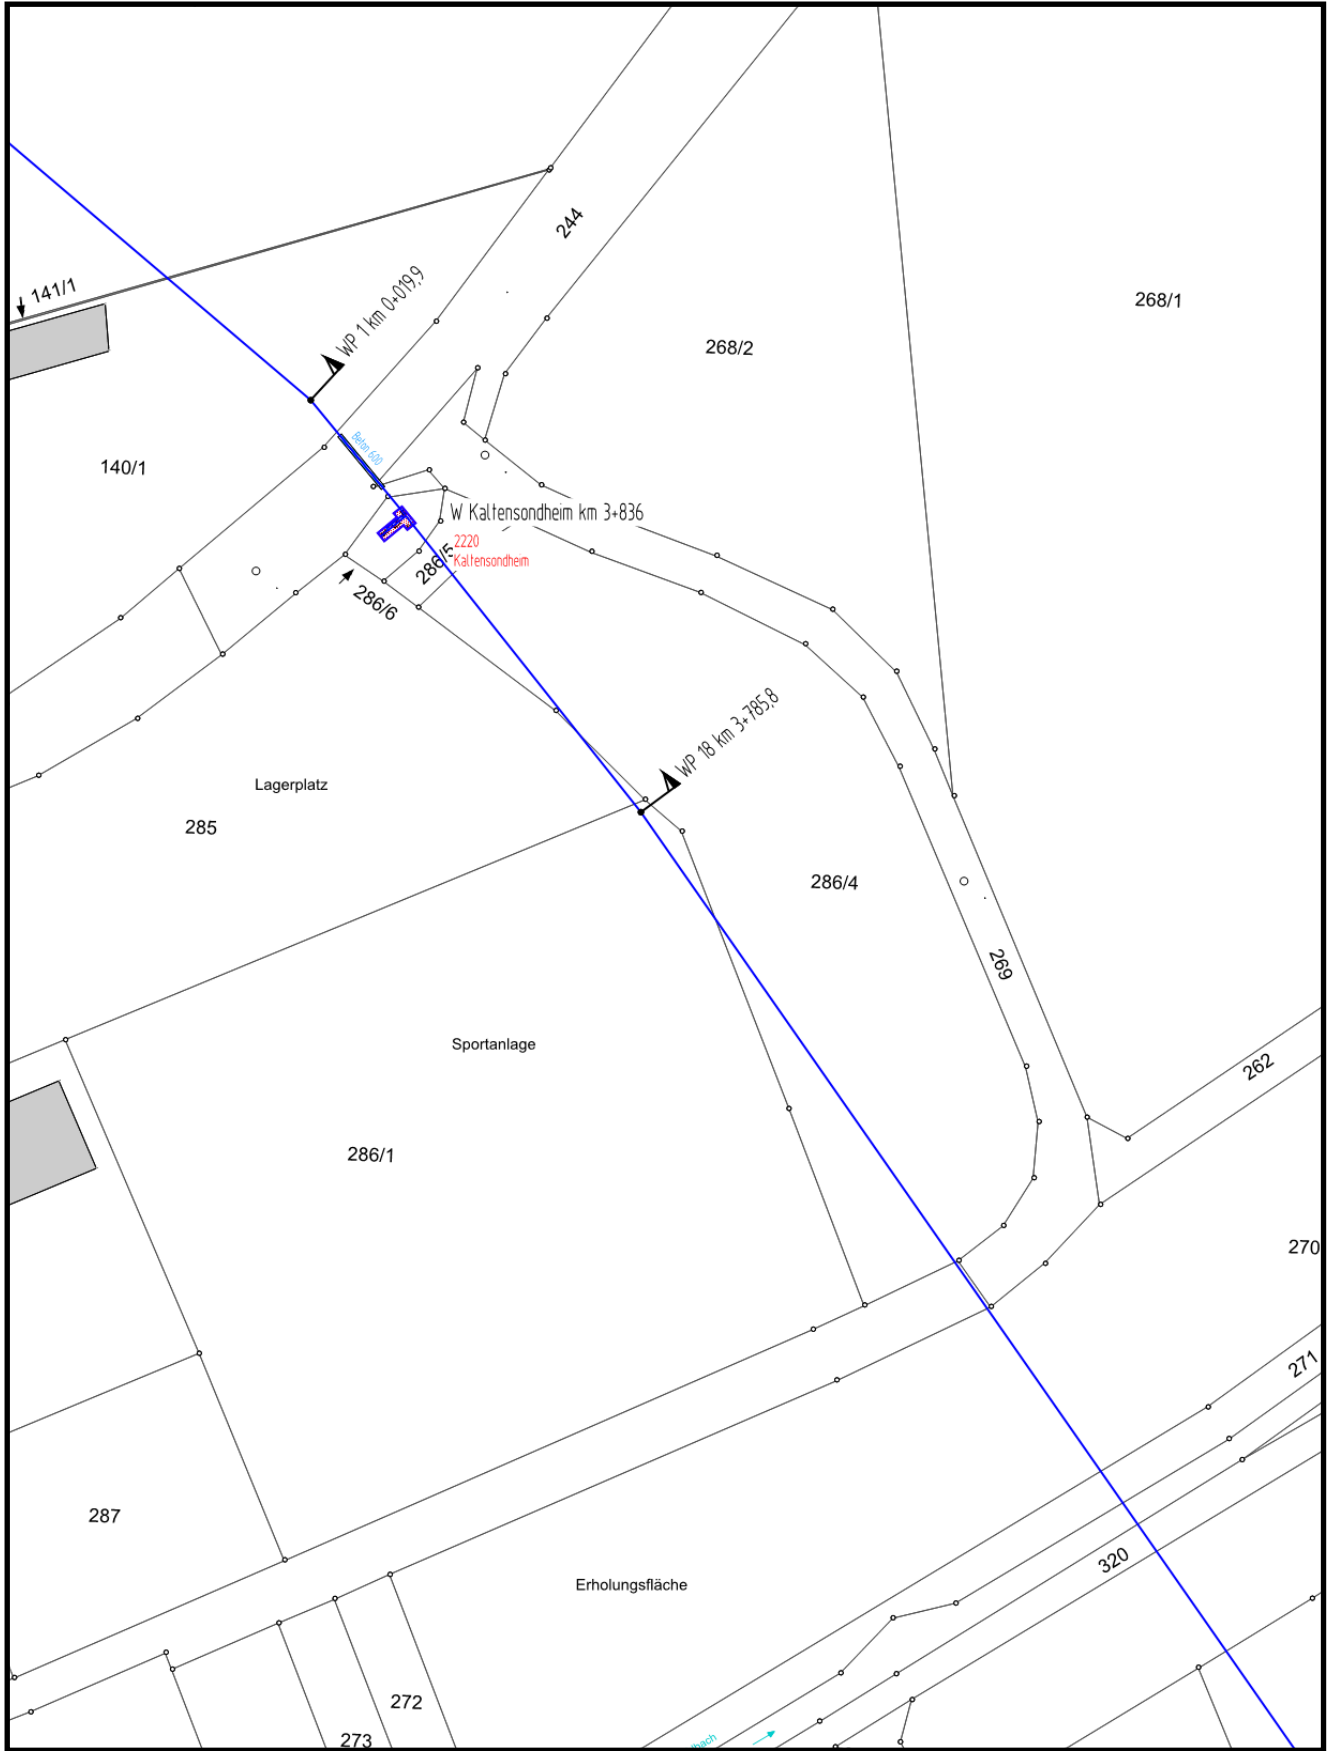 244
WP 1 km 0+019,9
141/1
268/1
268/2
Beton 600
140/1
W Kaltensondheim km 3+836
2220
Kaltensondheim
286/5
286/6
WP 18 km 3+785,8
Lagerplatz
285
286/4
269
Sportanlage
262
286/1
270
271
287
320
Erholungsfläche
272
273